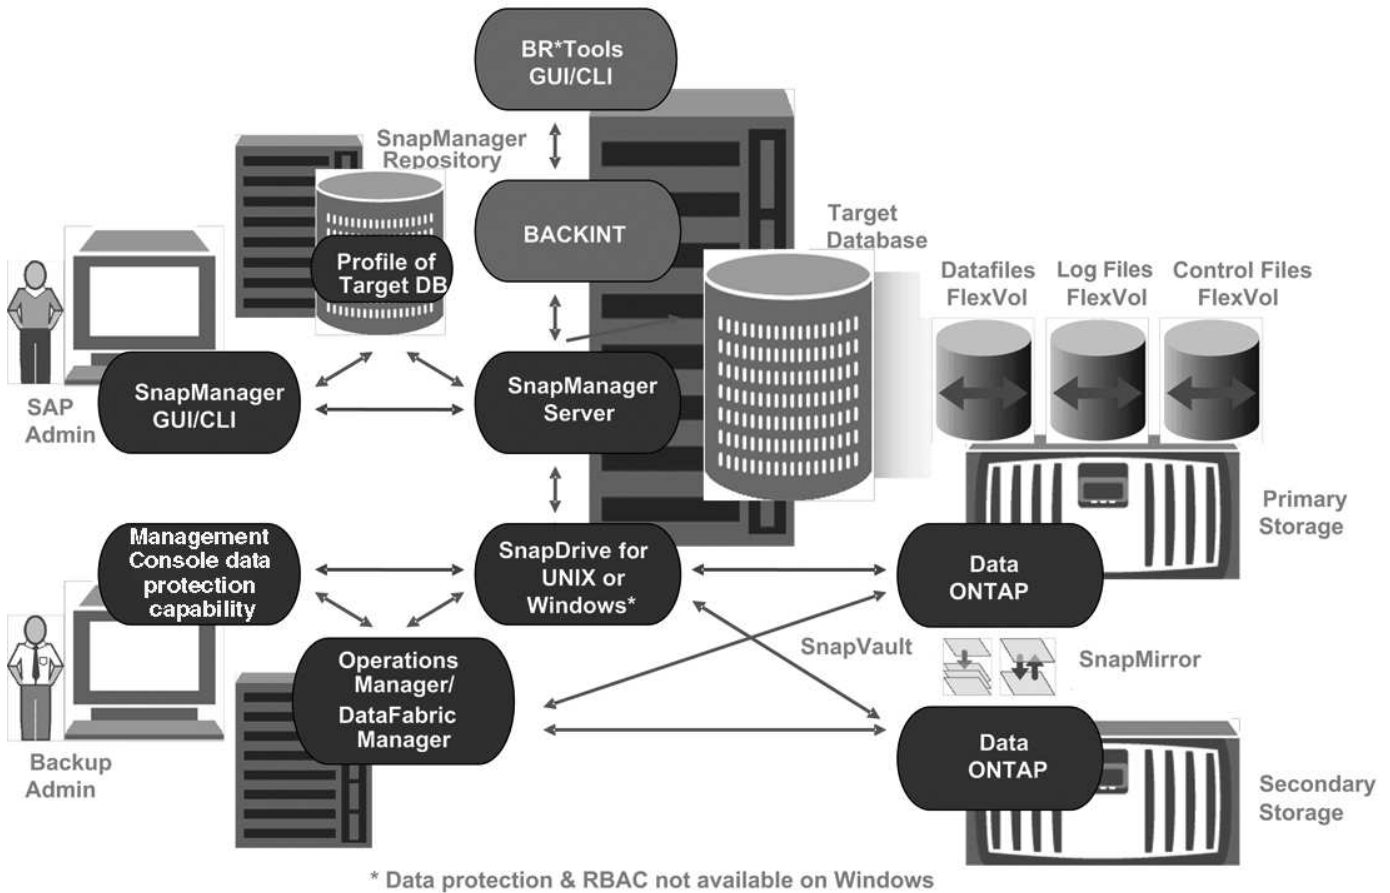 BR*Tools
GUI/CLI
SnapManager
Repository
BACKINT
Target
Database
Profile of
Target DB
Datafiles
FlexVol
Log Files
FlexVol
Control Files
FlexVol
SAP
Admin
SnapManager
GUI/CLI
SnapManager
Server
Primary
Storage
Management
Console data
protection
capability
SnapDrive for
UNIX or
Windows*
Data
ONTAP
SnapVault
SnapMirror
Operations
Manager/
DataFabric
Manager
Data
ONTAP
Backup
Admin
Secondary
Storage
* Data protection & RBAC not available on Windows